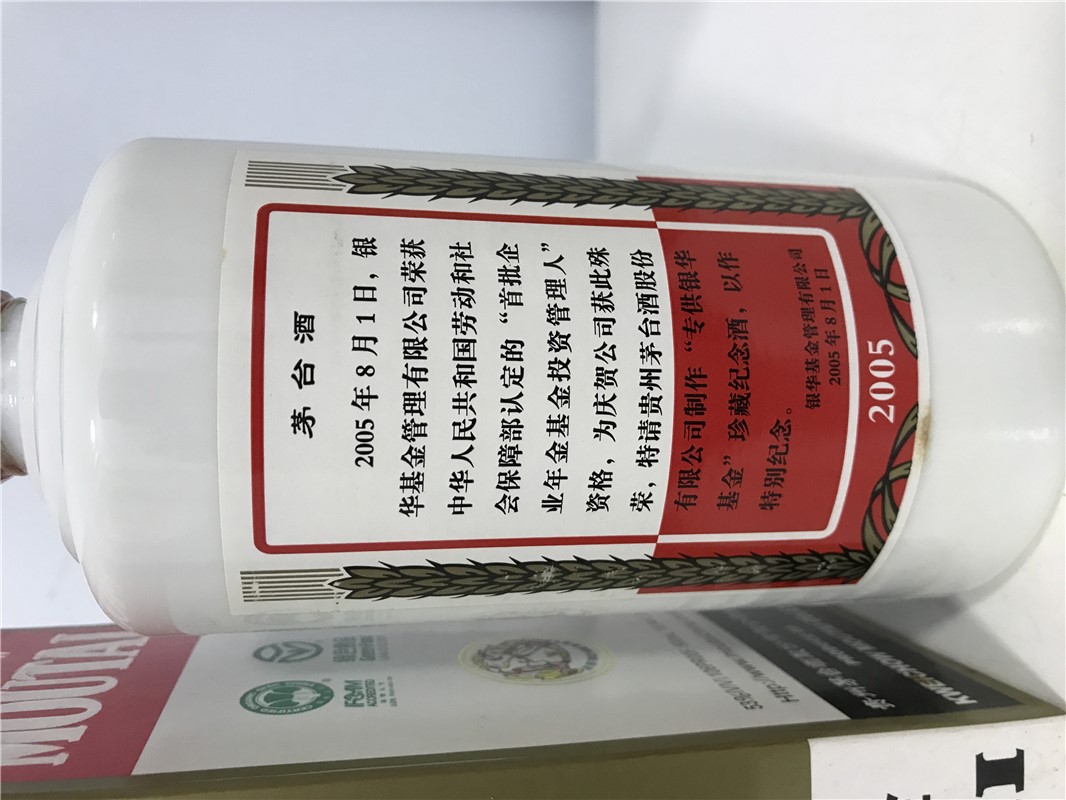 茅台酒
2005年8月1日，银
华基金管理有限公司荣获
中华人民共和国劳动和社
会保障部认定的“首批企
业年金基金投资管理人”
资格，为庆贺公司获此殊
荣，特请贵州茅台酒股份
有限公司制作“专供银华
基金”珍藏纪念酒，以作
特别纪念。
银华基金管理有限公司
2005年8月1日
2005
MOUTAI
IFOAM
ACCREDITED